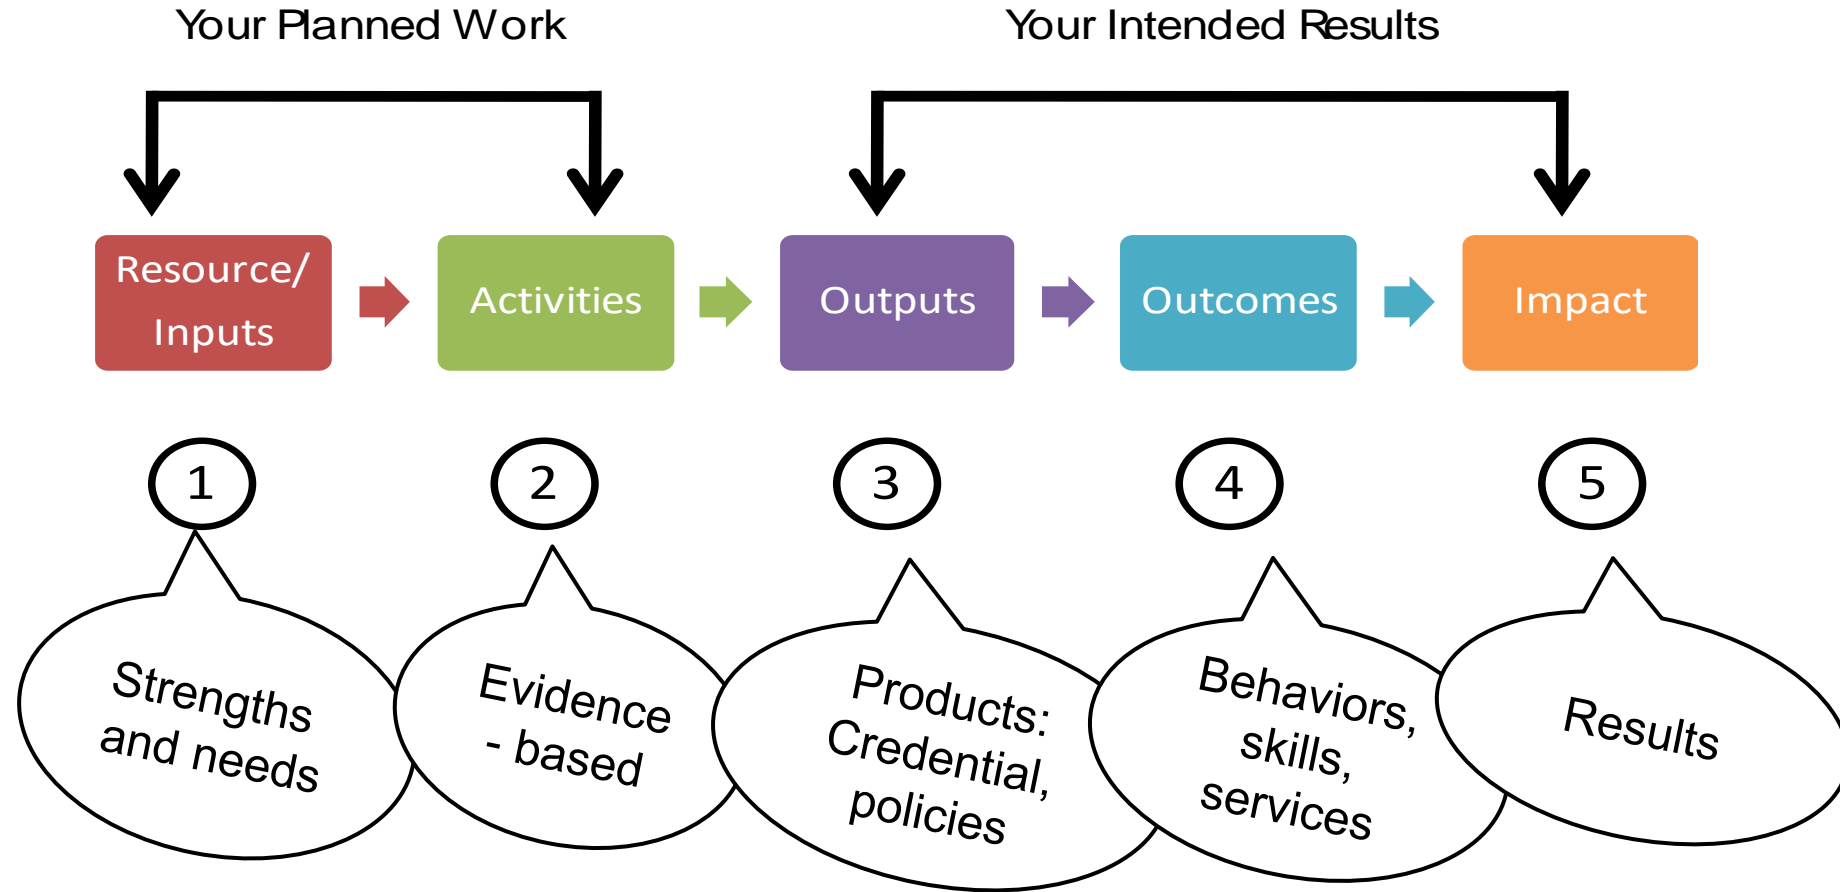 Your Planned Work
Your Intended Results
Resource/
Inputs
Activities
Outputs
Outcomes
Impact
1
2
3
4
5
Strengths
and needs
Evidence
- based
Products:
Credential,
policies
Behaviors,
skills,
services
Results